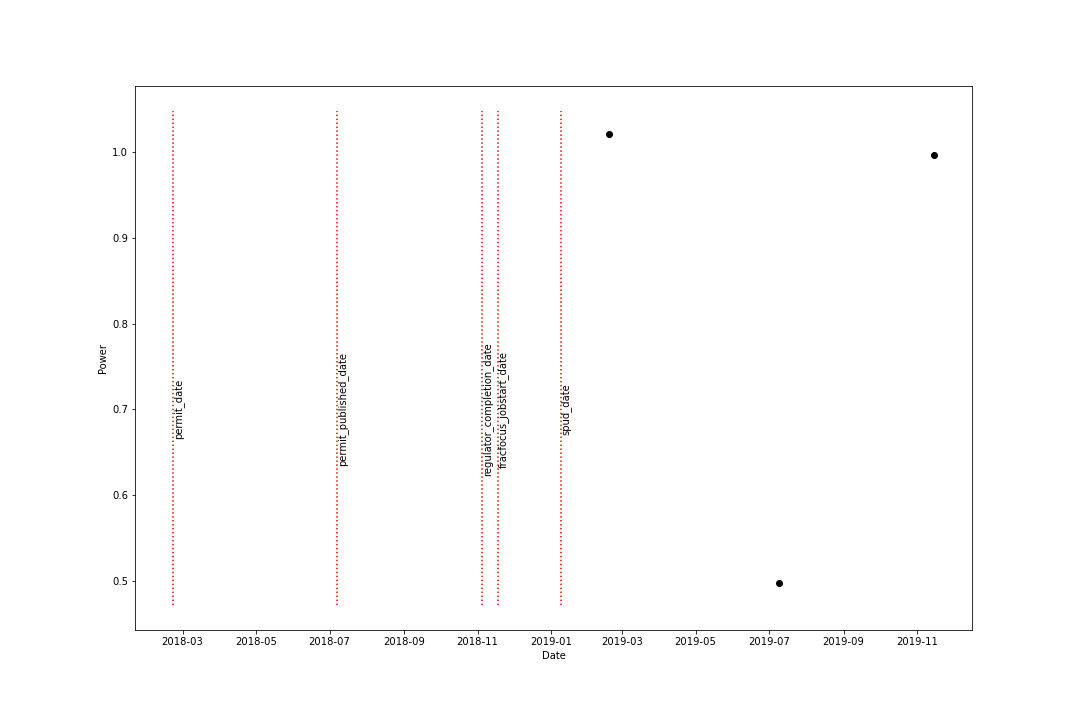 1.0
0.9
0.8
0.7
0.6
0.5
Power
permit_date
permit_published_date
regulator_completion_date
fracfocus_jobstart_date
spud_date
2018-03 2018-05 2018-07 2018-09 2018-11 2019-01 2019-03 2019-05 2019-07 2019-09 2019-11
Date